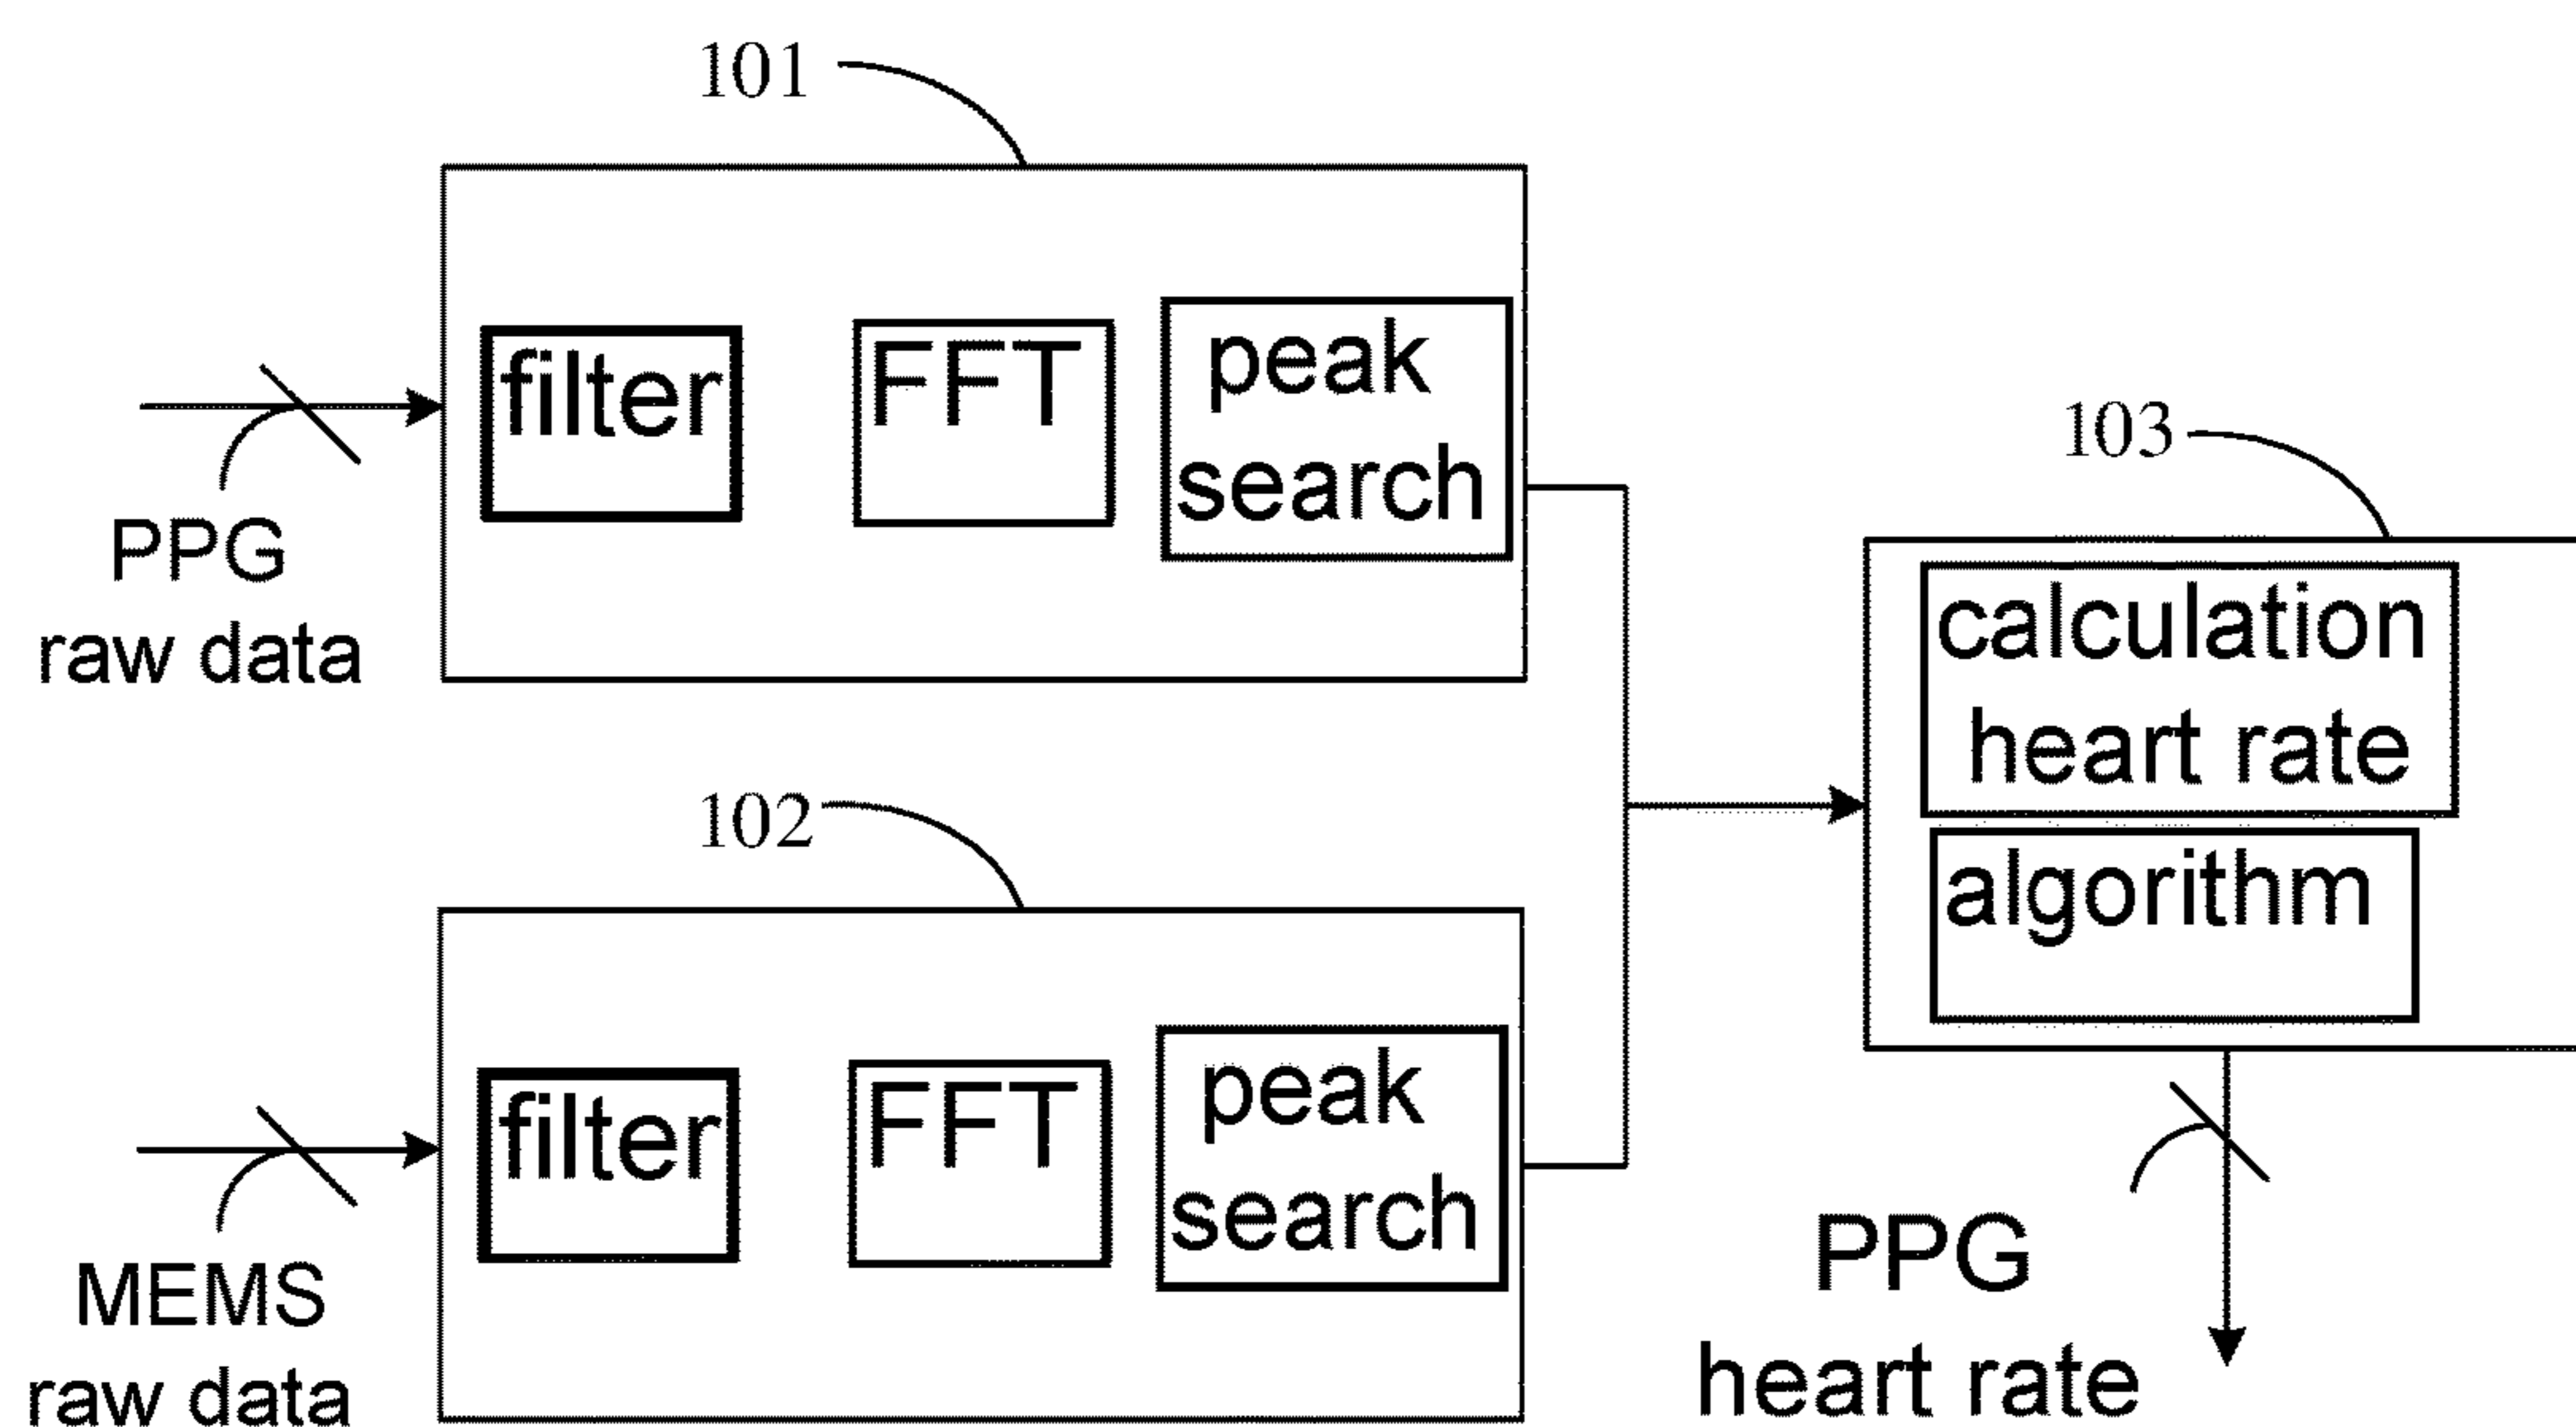 101
filter
FFT
peak
search
PPG
raw data
102
filter
FFT
peak
search
MEMS
raw data
103
calculation
heart rate
algorithm
PPG
heart rate